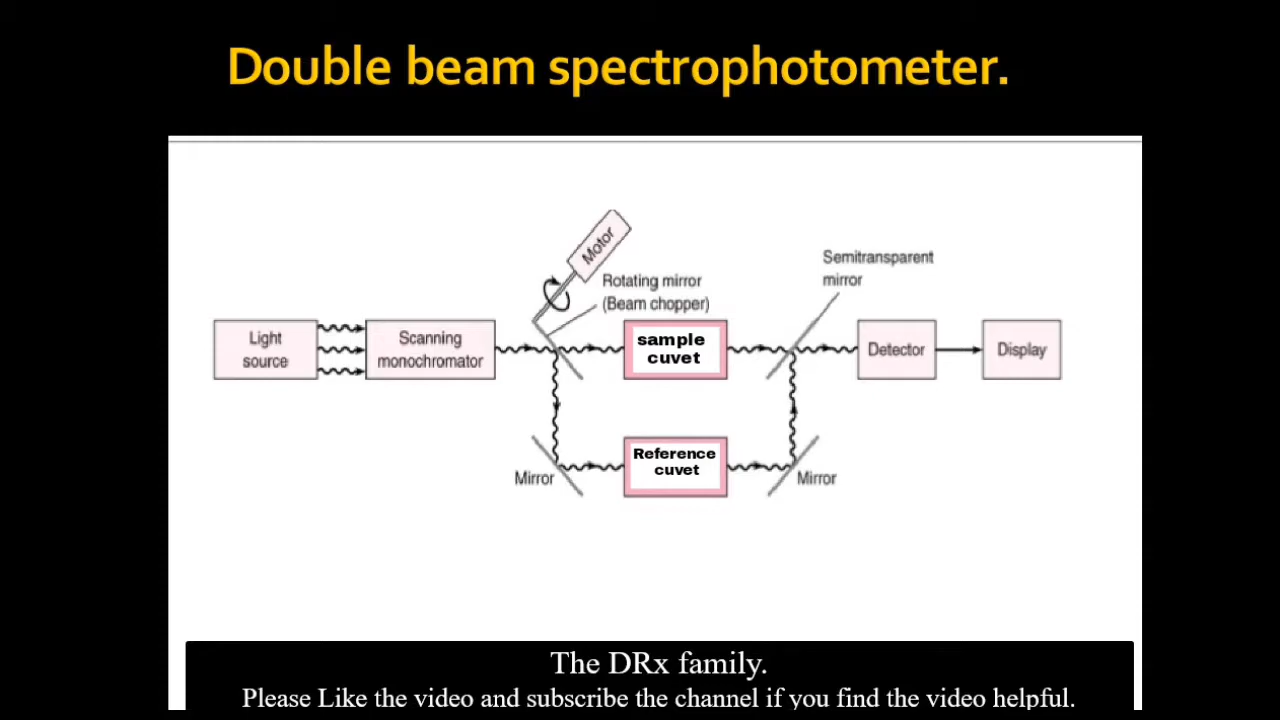 Double beam spectrophotometer.
Motor
Rotating mirror
(Beam chopper)
Semitransparent
mirror
Light
source
Scanning
monochromator
sample
cuvet
Detector
Display
Mirror
Reference
cuvet
Mirror
The DRx family.
Please Like the video and subscribe the channel if you find the video helpful.